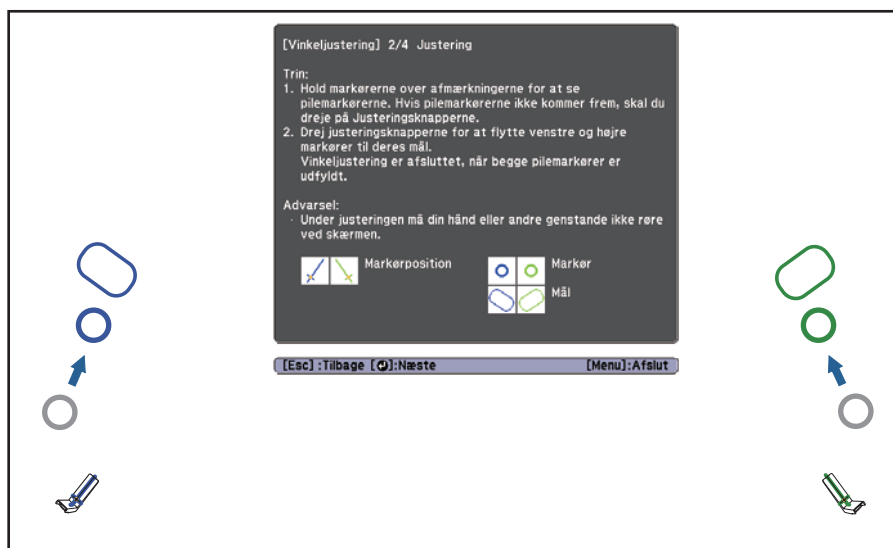 [Vinkeljustering] 2/4 Justering
Trin:
1. Hold markørerne over afmærkningerne for at se
pilemarkørerne. Hvis pilemarkørerne ikke kommer frem, skal du
dreje på Justeringsknapperne.
2. Drej justeringsknapperne for at flytte venstre og højre
markører til deres mål.
Vinkeljustering er afsluttet, når begge pilemarkører er
udfyldt.
Advarsel:
· Under justeringen må din hånd eller andre genstande ikke røre
ved skærmen.
Markørposition
Markør
Mål
[Esc] :Tilbage [⏎]:Næste [Menu]:Afslut